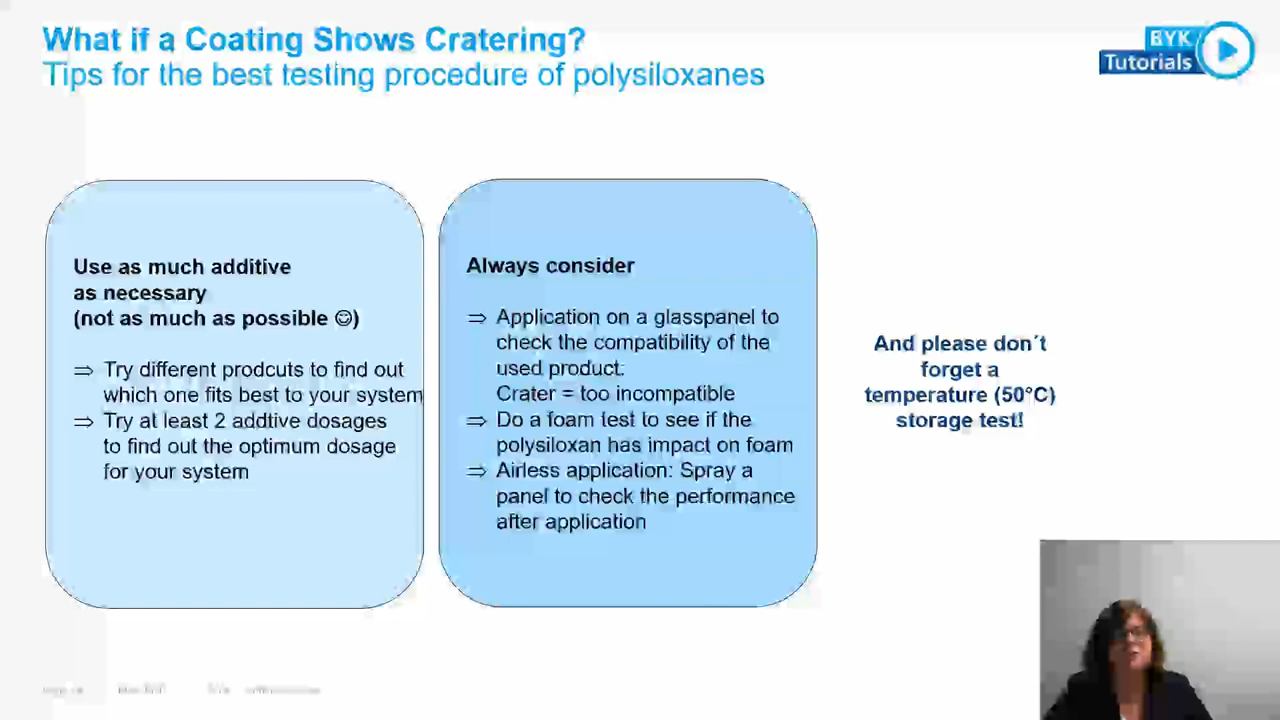 What if a Coating Shows Cratering?
Tips for the best testing procedure of polysiloxanes
BYK
Tutorials
Use as much additive
as necessary
(not as much as possible ☺)
⇒ Try different prodcuts to find out
which one fits best to your system
⇒ Try at least 2 addtive dosages
to find out the optimum dosage
for your system
Always consider
⇒ Application on a glasspanel to
check the compatibility of the
used product:
Crater = too incompatible
⇒ Do a foam test to see if the
polysiloxan has impact on foam
⇒ Airless application: Spray a
panel to check the performance
after application
And please don´t
forget a
temperature (50°C)
storage test!